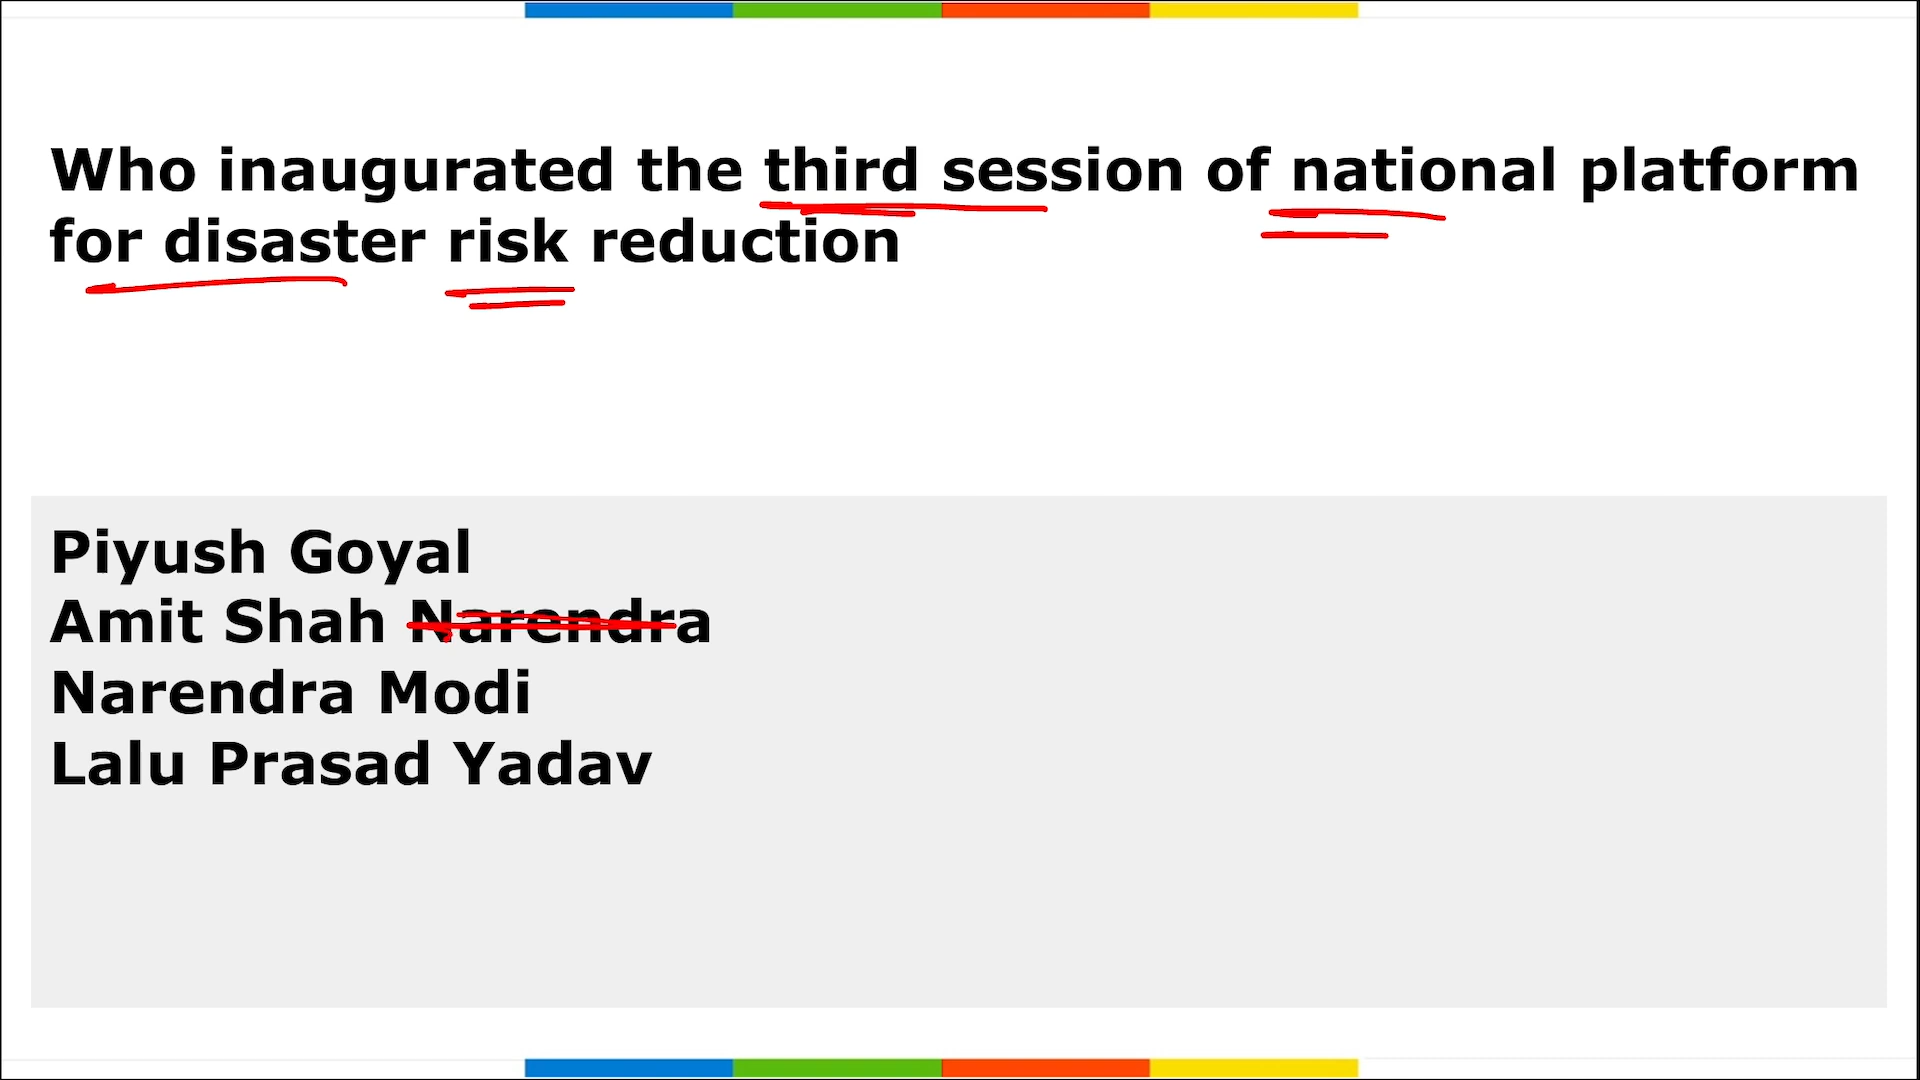 Who inaugurated the third session of national platform
for disaster risk reduction
Piyush Goyal
Amit Shah Narendra
Narendra Modi
Lalu Prasad Yadav